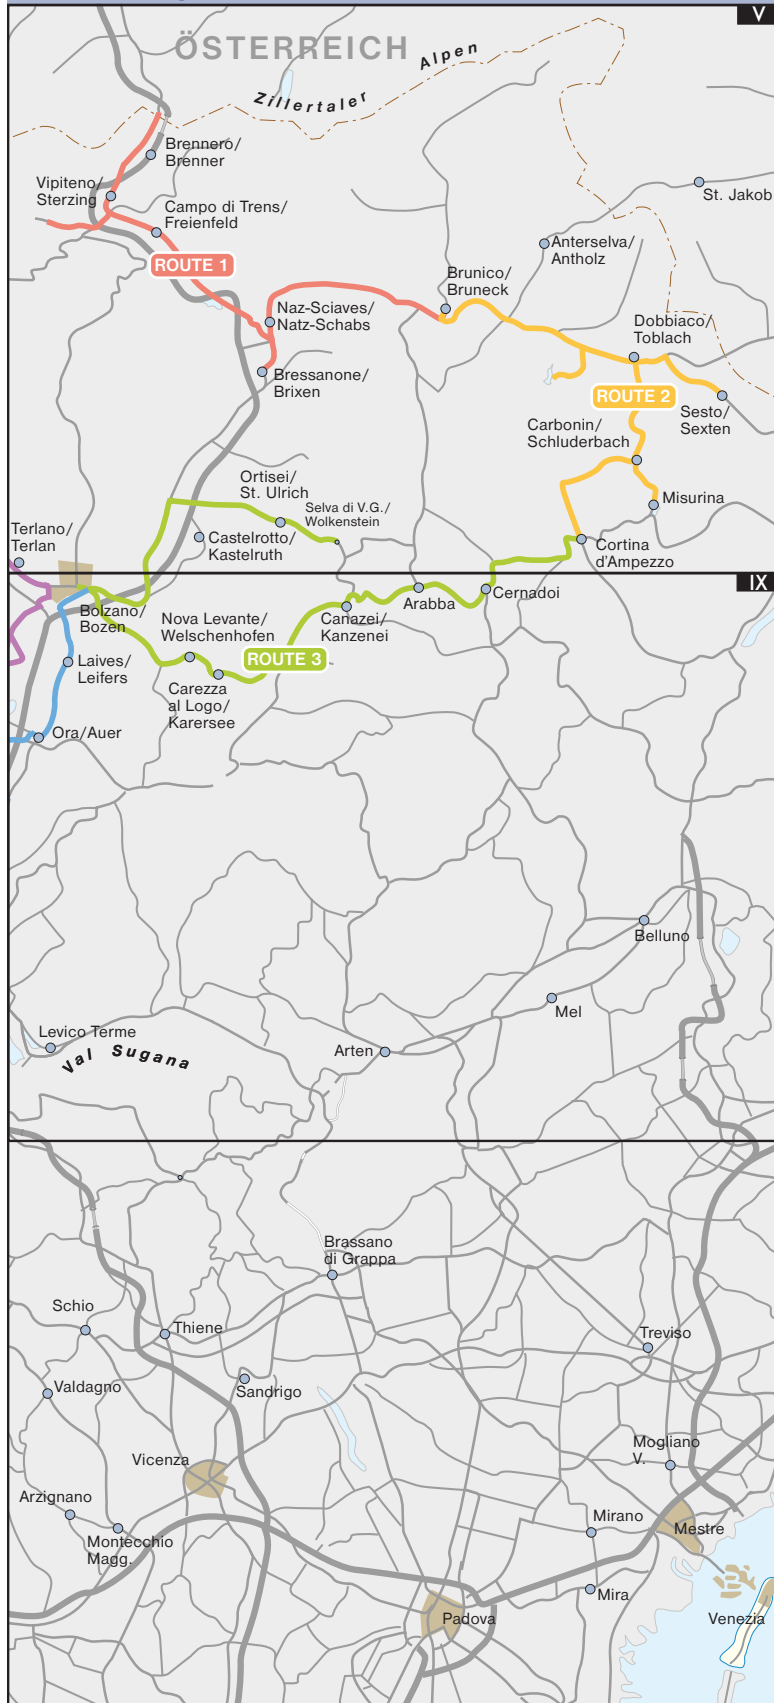 V
ÖSTERREICH
Zillertaler Alpen
Brennero/
Brenner
Vipiteno/
Sterzing
St. Jakob
Campo di Trens/
Freienfeld
Anterselva/
Antholz
ROUTE 1
Brunico/
Bruneck
Naz-Sciaves/
Natz-Schabs
Dobbiaco/
Toblach
Bressanone/
Brixen
ROUTE 2
Sesto/
Sexten
Carbonin/
Schluderbach
Ortisei/
St. Ulrich
Misurina
Selva di V.G./
Wolkenstein
Terlano/
Terlan
Castelrotto/
Kastelruth
Cortina
d'Ampezzo
IX
Cernadoi
Arabba
Bolzano/
Bozen
Nova Levante/
Welschenhofen
Canazei/
Kanzenei
ROUTE 3
Laives/
Leifers
Carezza
al Logo/
Karersee
Ora/Auer
Belluno
Mel
Levico Terme
Arten
Val Sugana
Brassano
di Grappa
Schio
Thiene
Treviso
Valdagno
Sandrigo
Mogliano
V.
Vicenza
Arzignano
Mirano
Mestre
Montecchio
Magg.
Mira
Padova
Venezia